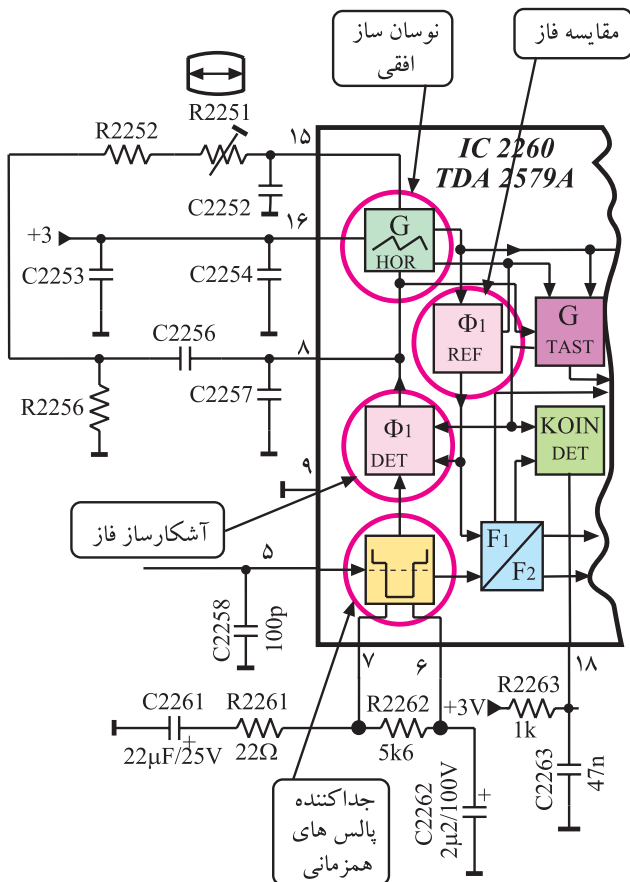 نوسان ساز
افقی
مقایسه فاز
R2251
R2252
۱۵
IC 2260
TDA 2579A
C2252
۱۶
G
HOR
+3
C2253
C2254
Φ1
REF
G
TAST
C2256
۸
R2256
C2257
Φ1
DET
KOIN
DET
۹
آشکارساز فاز
۵
F1
F2
C2258
100p
۷
۶
۱۸
C2261
R2261
R2262
+3V
R2263
22µF/25V
22Ω
5k6
1k
C2262
2µ2/100V
+
+
C2263
47n
جداکننده
پالس های
همزمانی